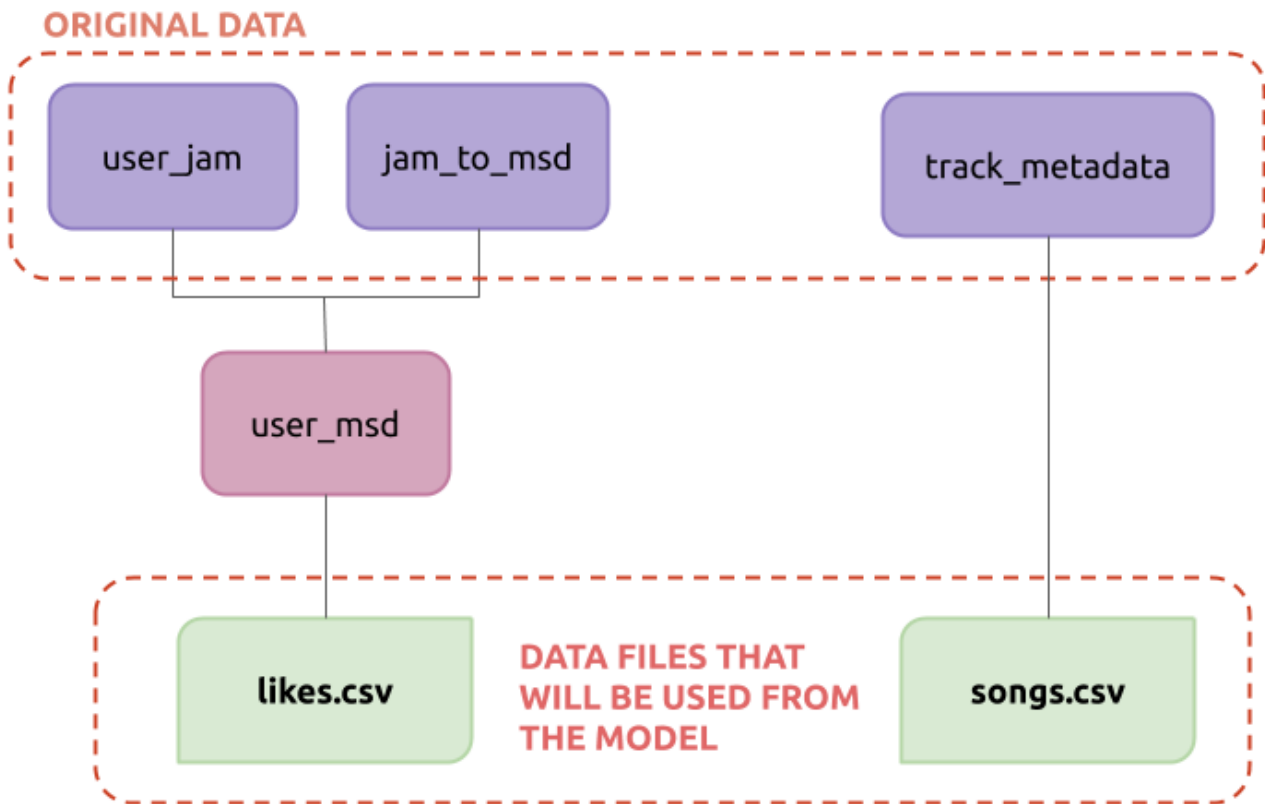 ORIGINAL DATA
user_jam
jam_to_msd
track_metadata
user_msd
likes.csv
DATA FILES THAT
WILL BE USED FROM
THE MODEL
songs.csv